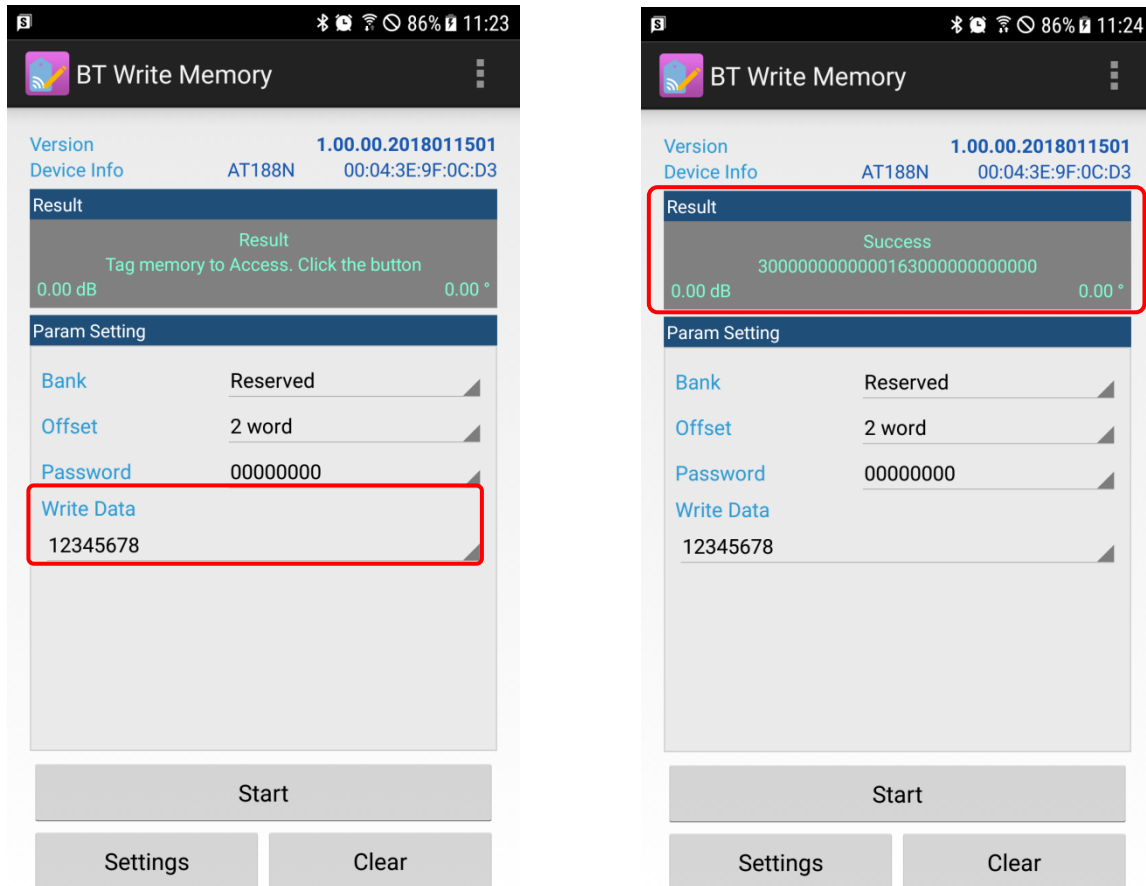 86% 11:23
BT Write Memory
Version 1.00.00.2018011501
Device Info AT188N 00:04:3E:9F:0C:D3
Result
Result
Tag memory to Access. Click the button
0.00 dB 0.00 °
Param Setting
Bank Reserved
Offset 2 word
Password 00000000
Write Data
12345678
Start
Settings Clear
86% 11:24
BT Write Memory
Version 1.00.00.2018011501
Device Info AT188N 00:04:3E:9F:0C:D3
Result
Success
3000000000000163000000000000
0.00 dB 0.00 °
Param Setting
Bank Reserved
Offset 2 word
Password 00000000
Write Data
12345678
Start
Settings Clear